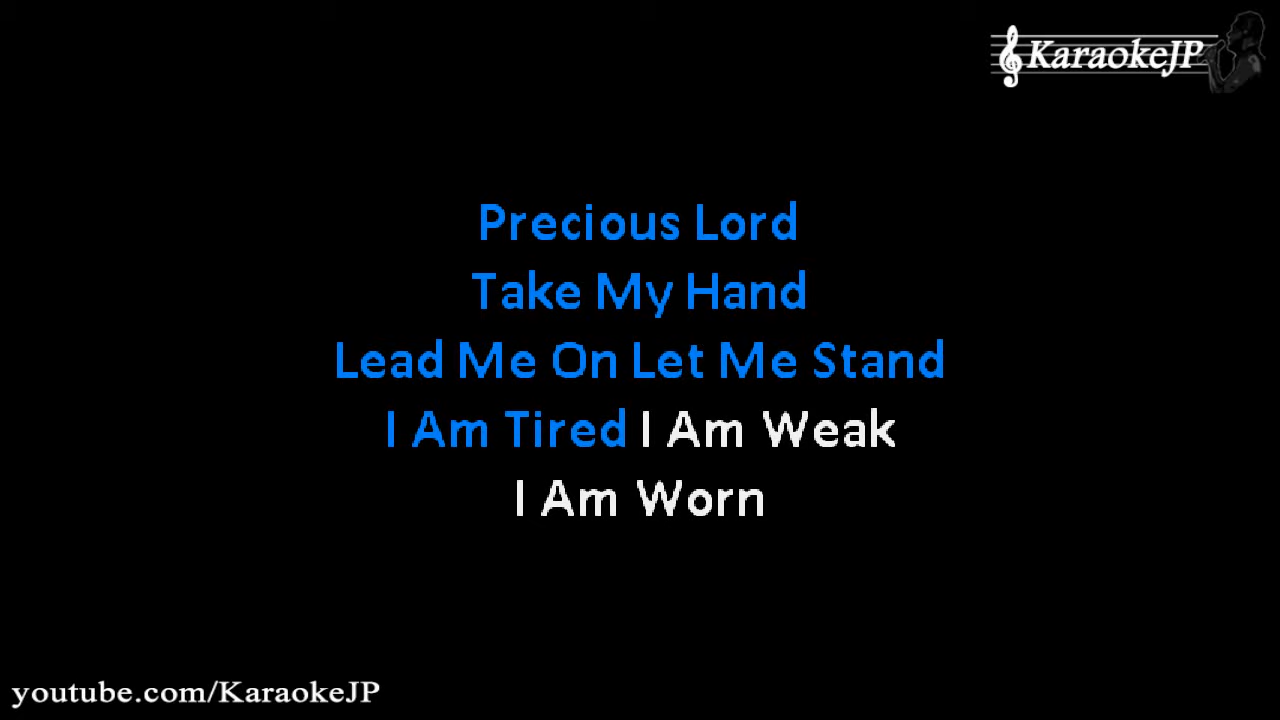 KaraokeJP
Precious Lord
Take My Hand
Lead Me On Let Me Stand
I Am Tired I Am Weak
I Am Worn
youtube.com/KaraokeJP